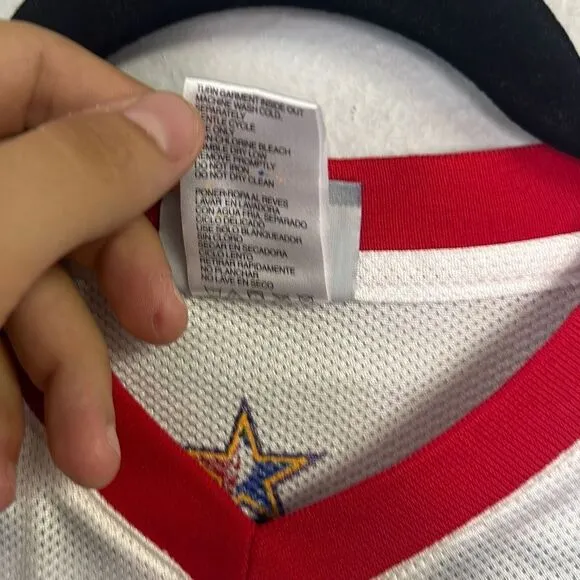 TURN GARMENT INSIDE OUT
MACHINE WASH COLD,
SEPARATELY
CYCLE
ONLY
CHLORINE BLEACH
TUMBLE DRY LOW
REMOVE PROMPTLY
DO NOT IRON
DO NOT DRY CLEAN
PONER-ROPA AL REVES
LAVAR EN LAVADORA
CON AGUA FRIA, SEPARADO
CICLO DELICADO.
USE SOLO BLANQUEADOR
SIN CLORO.
SECAR EN SECADORA
CICLO LENTO
RETIRAR RAPIDAMENTE
NO PLANCHAR
NO LAVE EN SECO